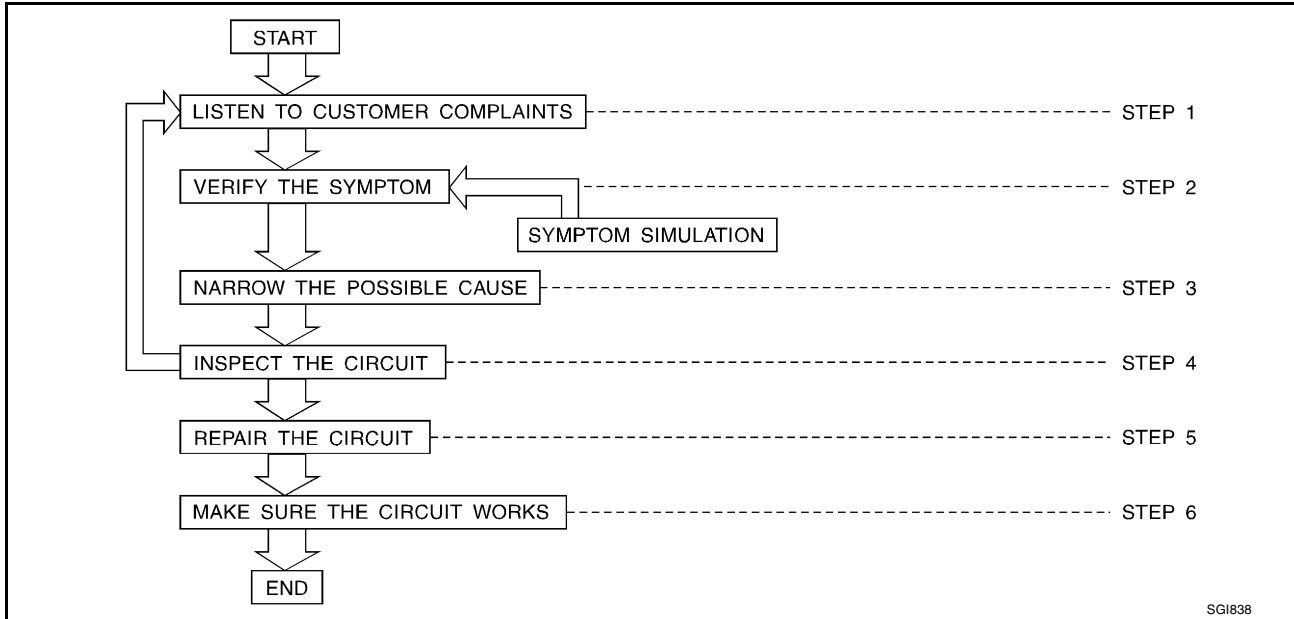 START
LISTEN TO CUSTOMER COMPLAINTS
STEP 1
VERIFY THE SYMPTOM
STEP 2
SYMPTOM SIMULATION
NARROW THE POSSIBLE CAUSE
STEP 3
INSPECT THE CIRCUIT
STEP 4
REPAIR THE CIRCUIT
STEP 5
MAKE SURE THE CIRCUIT WORKS
STEP 6
END
SGI838